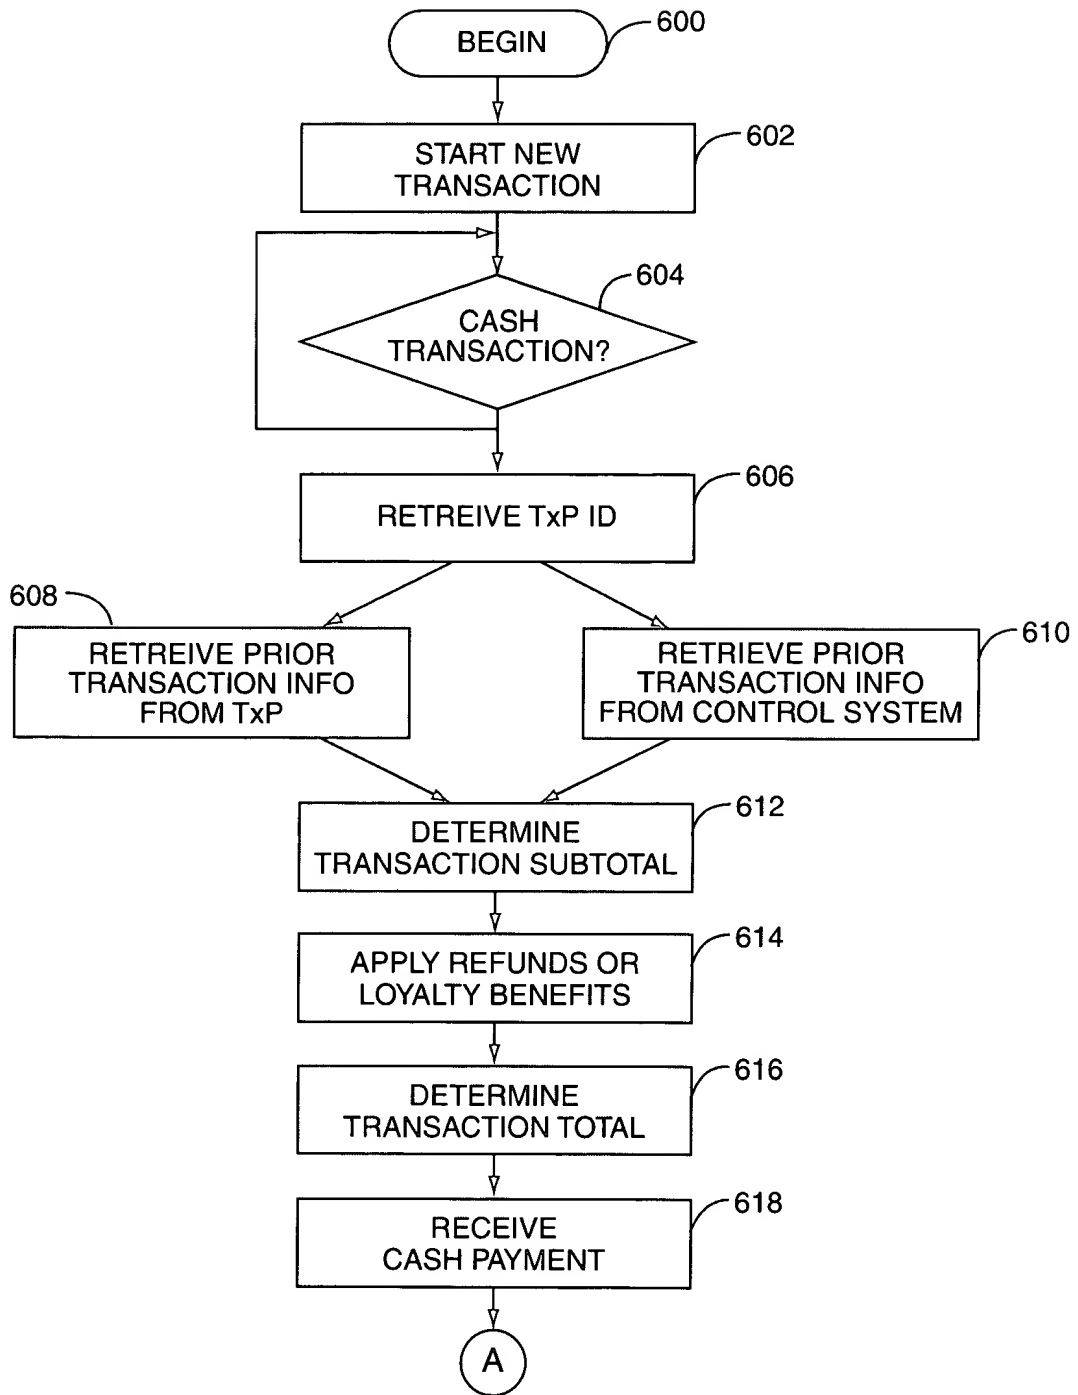 BEGIN
600
START NEW
TRANSACTION
602
CASH
TRANSACTION?
604
RETREIVE TxP ID
606
608
RETREIVE PRIOR
TRANSACTION INFO
FROM TxP
RETRIEVE PRIOR
TRANSACTION INFO
FROM CONTROL SYSTEM
610
DETERMINE
TRANSACTION SUBTOTAL
612
APPLY REFUNDS OR
LOYALTY BENEFITS
614
DETERMINE
TRANSACTION TOTAL
616
RECEIVE
CASH PAYMENT
618
A